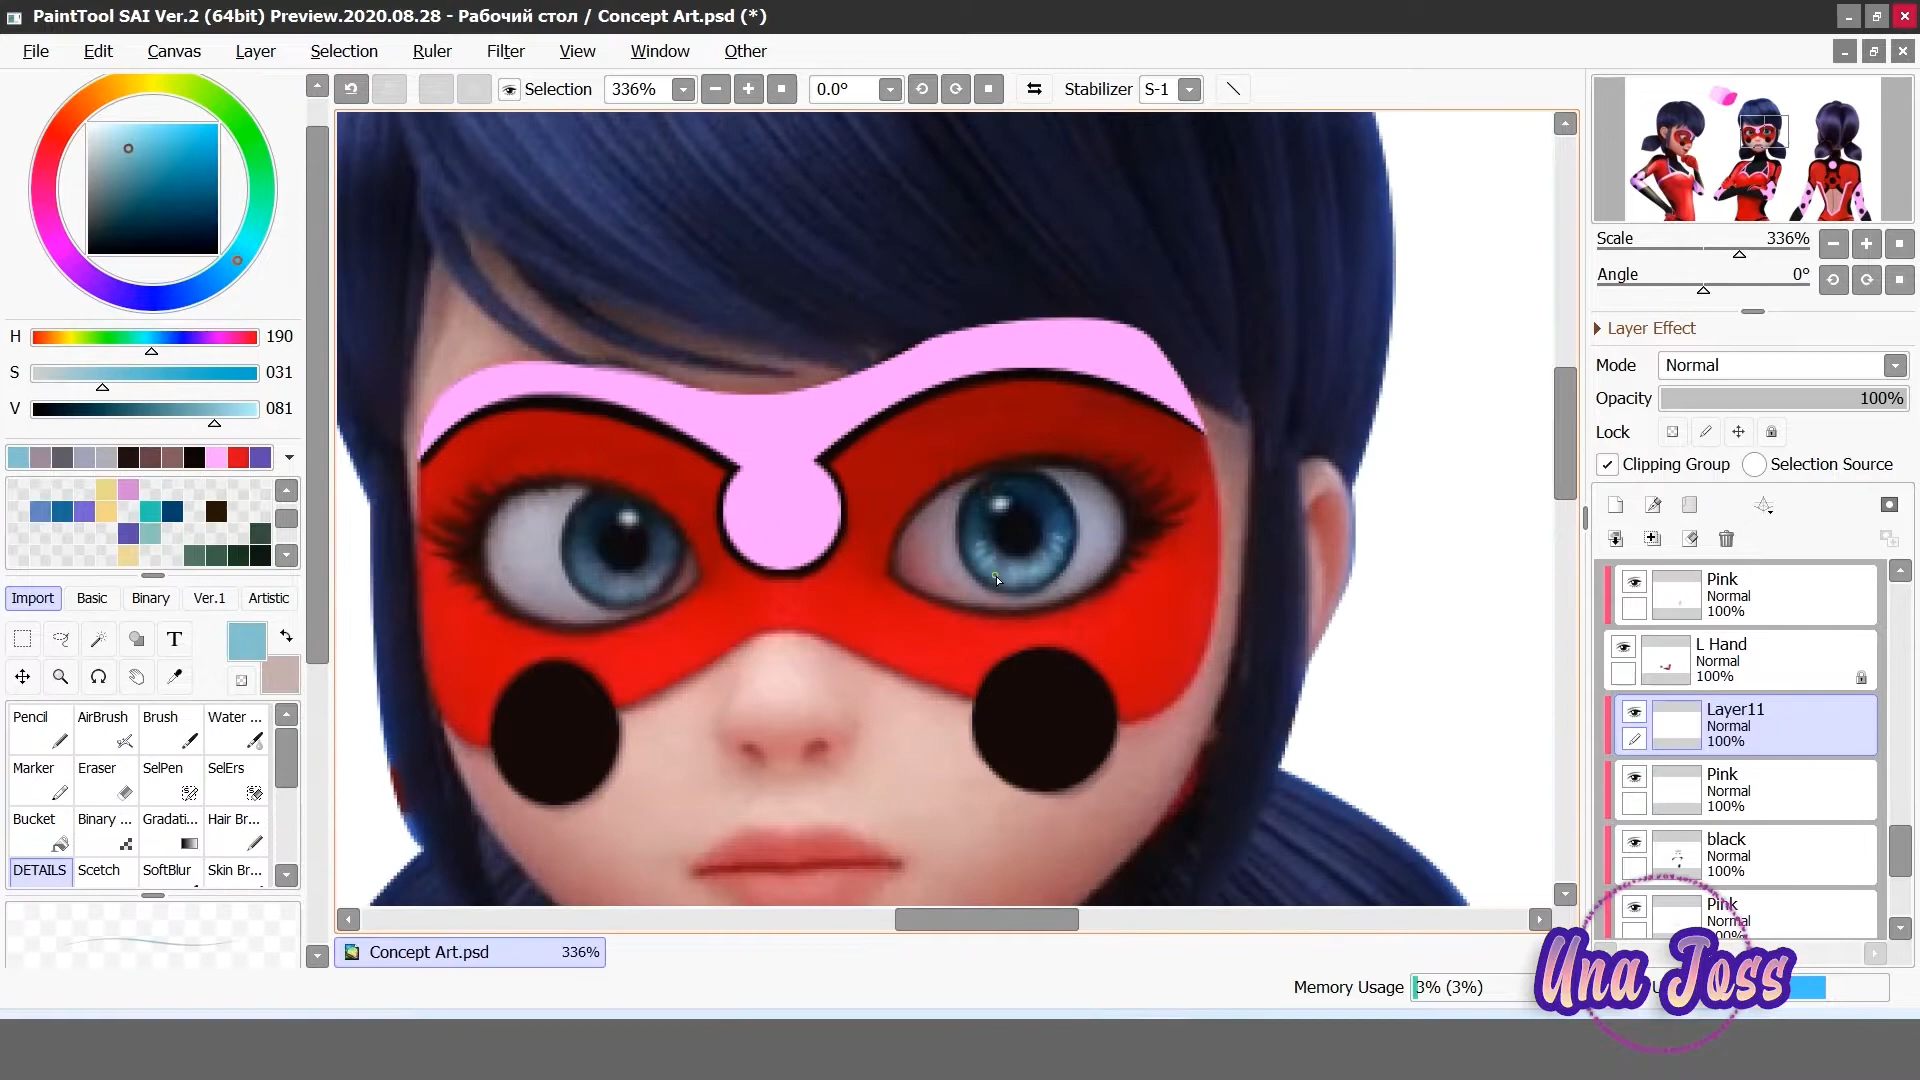 PaintTool SAI Ver.2 (64bit) Preview.2020.08.28 - Рабочий стол / Concept Art.psd (*)
File Edit Canvas Layer Selection Ruler Filter View Window Other
Selection 336% 0.0° Stabilizer S-1
Scale 336%
Angle 0°
Layer Effect
Mode Normal
Opacity 100%
Lock
Clipping Group Selection Source
H 190
S 031
V 081
Import Basic Binary Ver.1 Artistic
T
Pencil AirBrush Brush Water ...
Marker Eraser SelPen SelErs
Bucket Binary ... Gradati... Hair Br...
DETAILS Scetch SoftBlur Skin Br...
Pink
Normal
100%
L Hand
Normal
100%
Layer11
Normal
100%
Pink
Normal
100%
black
Normal
100%
Pink
Normal
100%
Concept Art.psd 336%
Memory Usage 3% (3%)
Una Joss